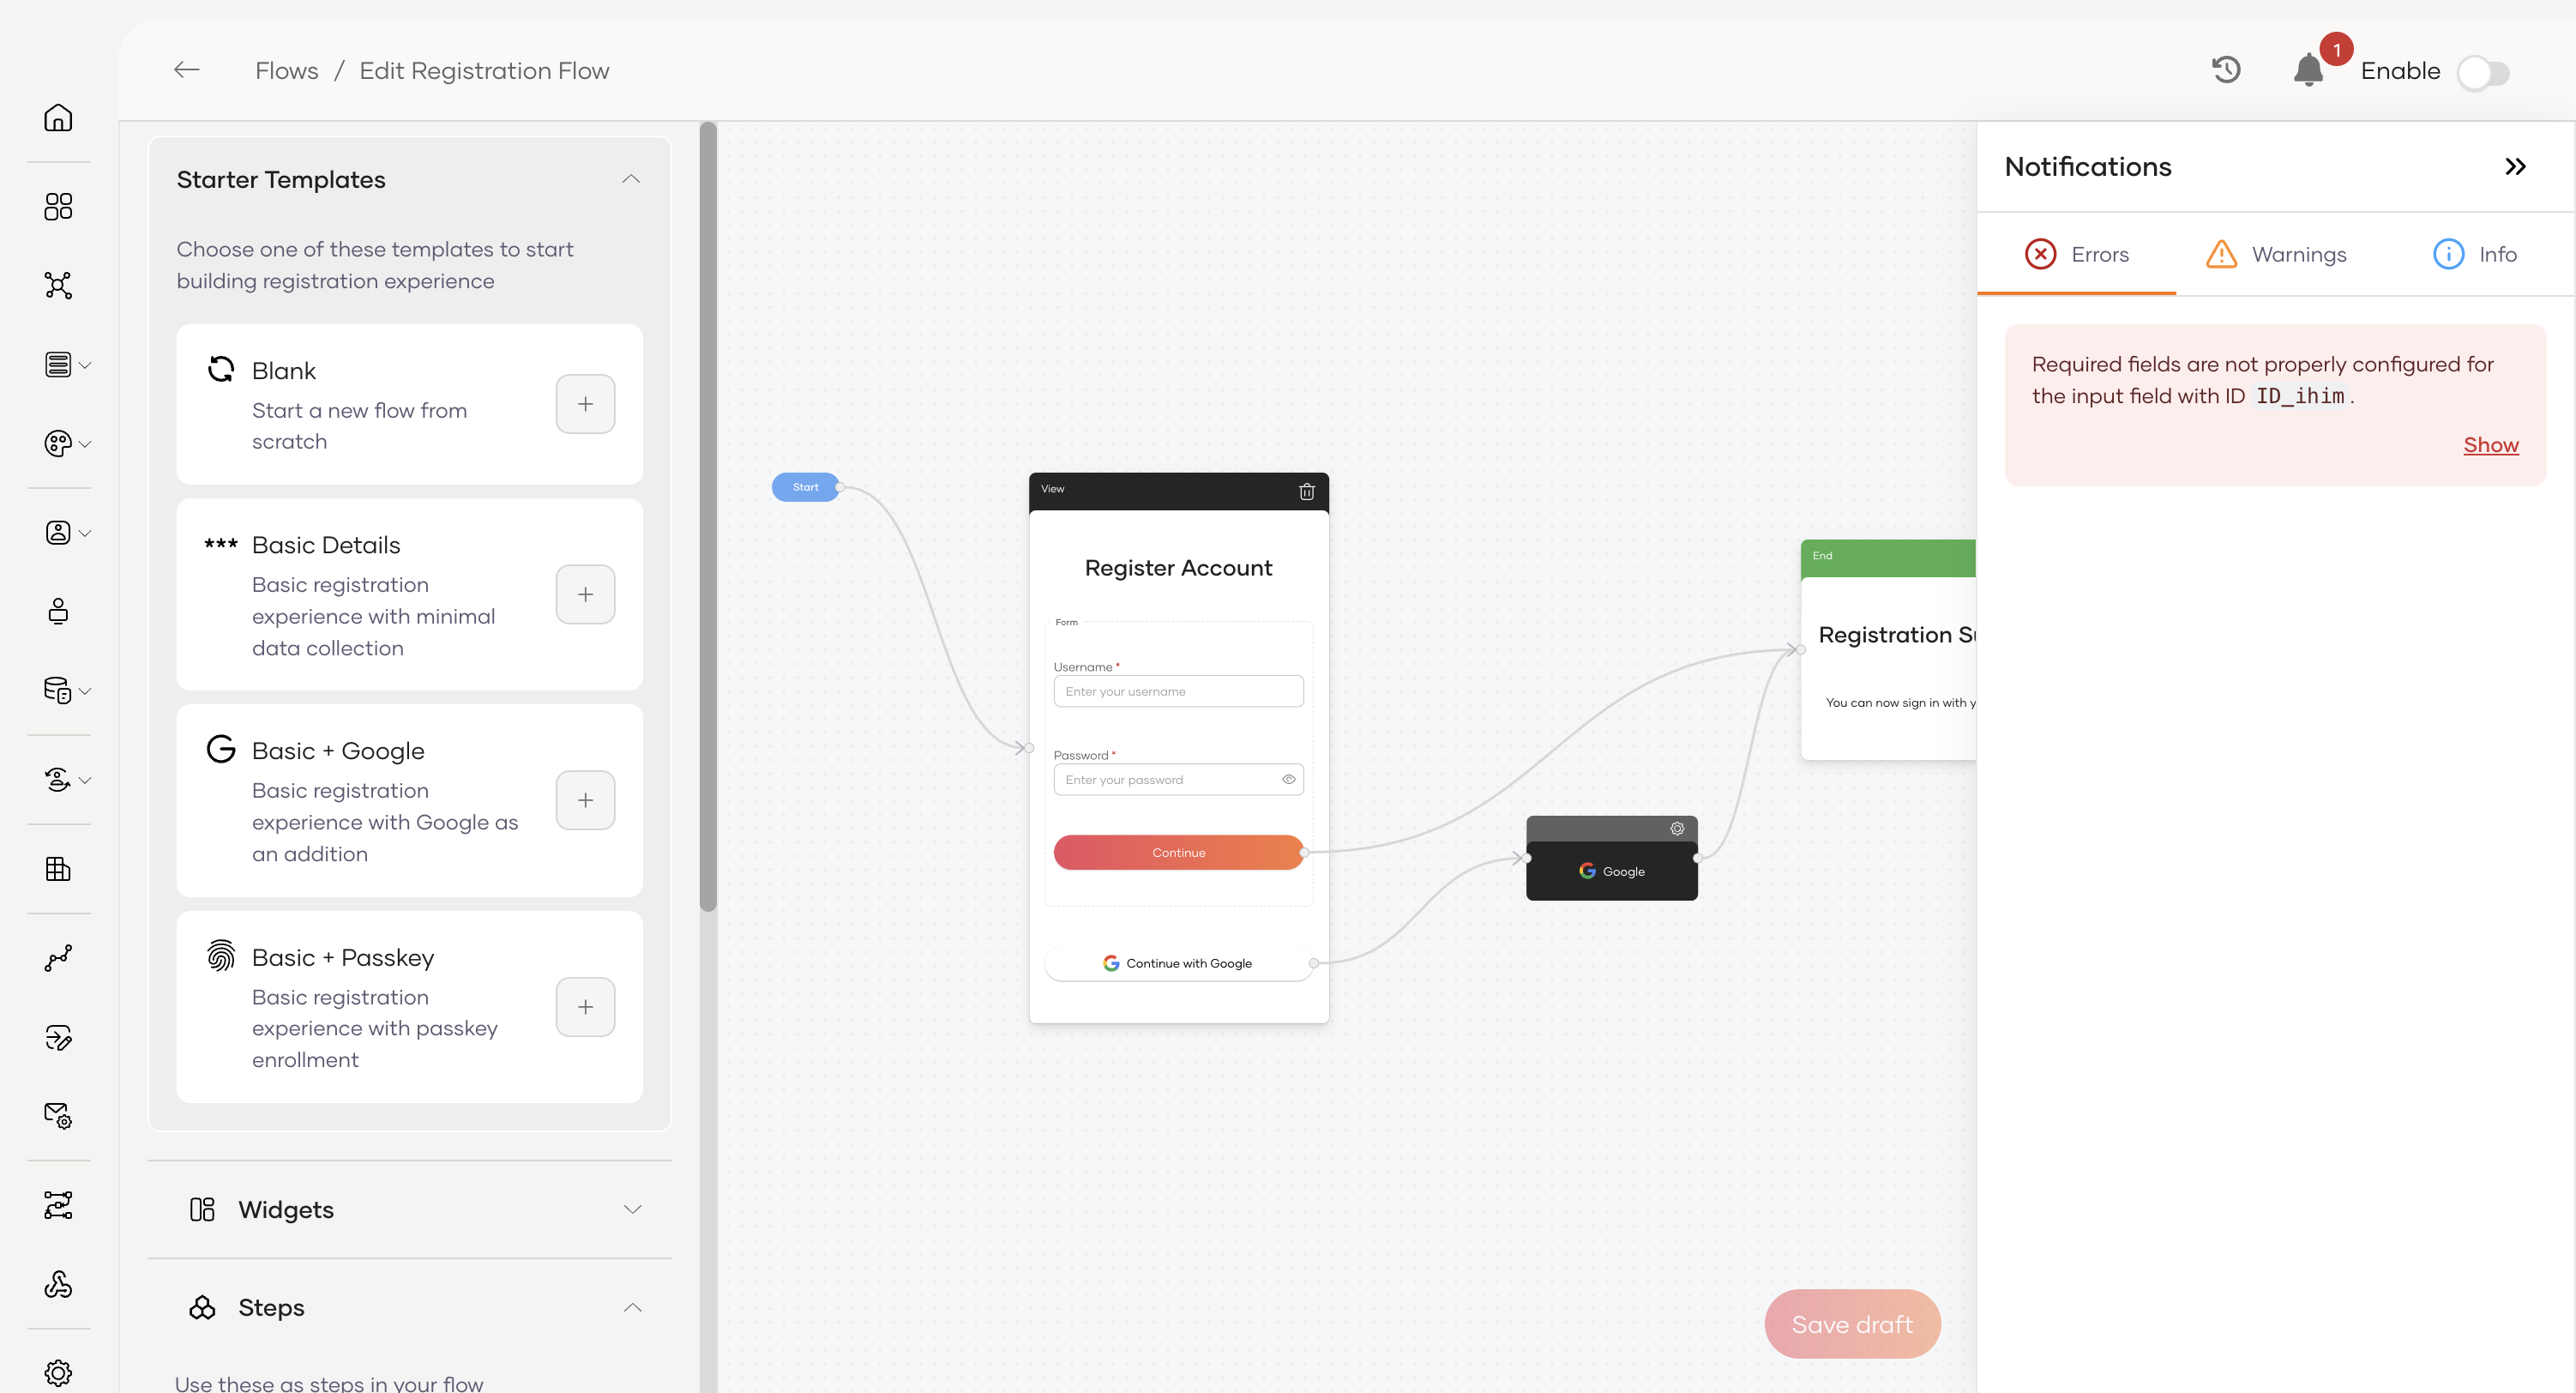 Flows / Edit Registration Flow
1
Enable
Starter Templates
Choose one of these templates to start
building registration experience
Blank
Start a new flow from
scratch
+
*** Basic Details
Basic registration
experience with minimal
data collection
+
Basic + Google
Basic registration
experience with Google as
an addition
+
Basic + Passkey
Basic registration
experience with passkey
enrollment
+
Widgets
Steps
Use these as steps in your flow
Start
View
Register Account
Form
Username *
Enter your username
Password *
Enter your password
Continue
Continue with Google
Google
End
Registration Su
You can now sign in with y
Save draft
Notifications
Errors
Warnings
Info
Required fields are not properly configured for
the input field with ID ID_ihim.
Show